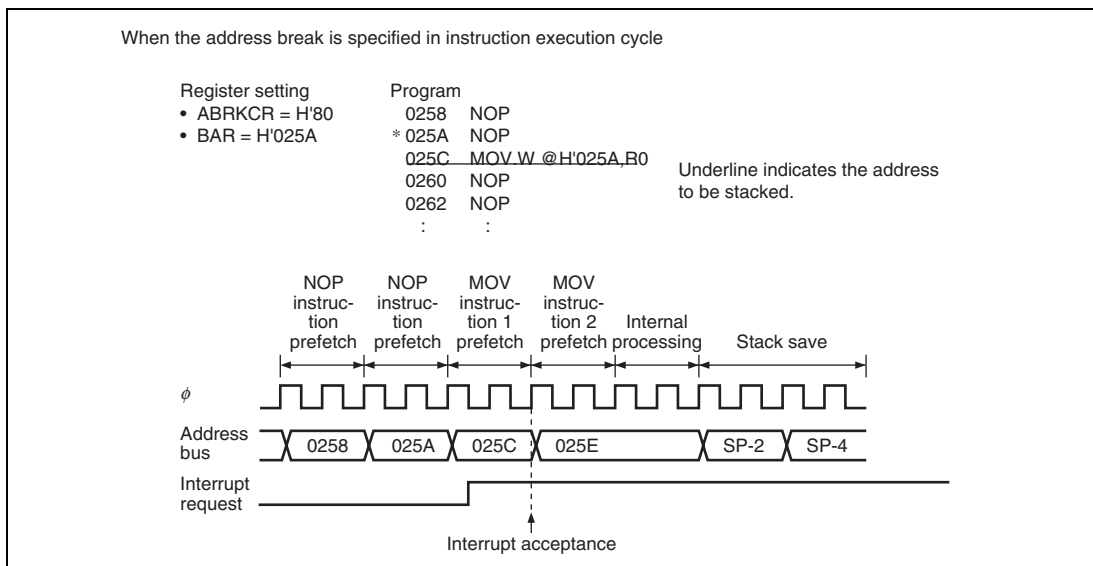 When the address break is specified in instruction execution cycle
Register setting
• ABRKCR = H'80
• BAR = H'025A
Program
0258 NOP
* 025A NOP
025C MOV.W @H'025A,R0
0260 NOP
0262 NOP
: :
Underline indicates the address
to be stacked.
NOP
instruc-
tion
prefetch
NOP
instruc-
tion
prefetch
MOV
instruc-
tion 1
prefetch
MOV
instruc-
tion 2
prefetch
Internal
processing
Stack save
φ
Address
bus
0258 025A 025C 025E SP-2 SP-4
Interrupt
request
Interrupt acceptance